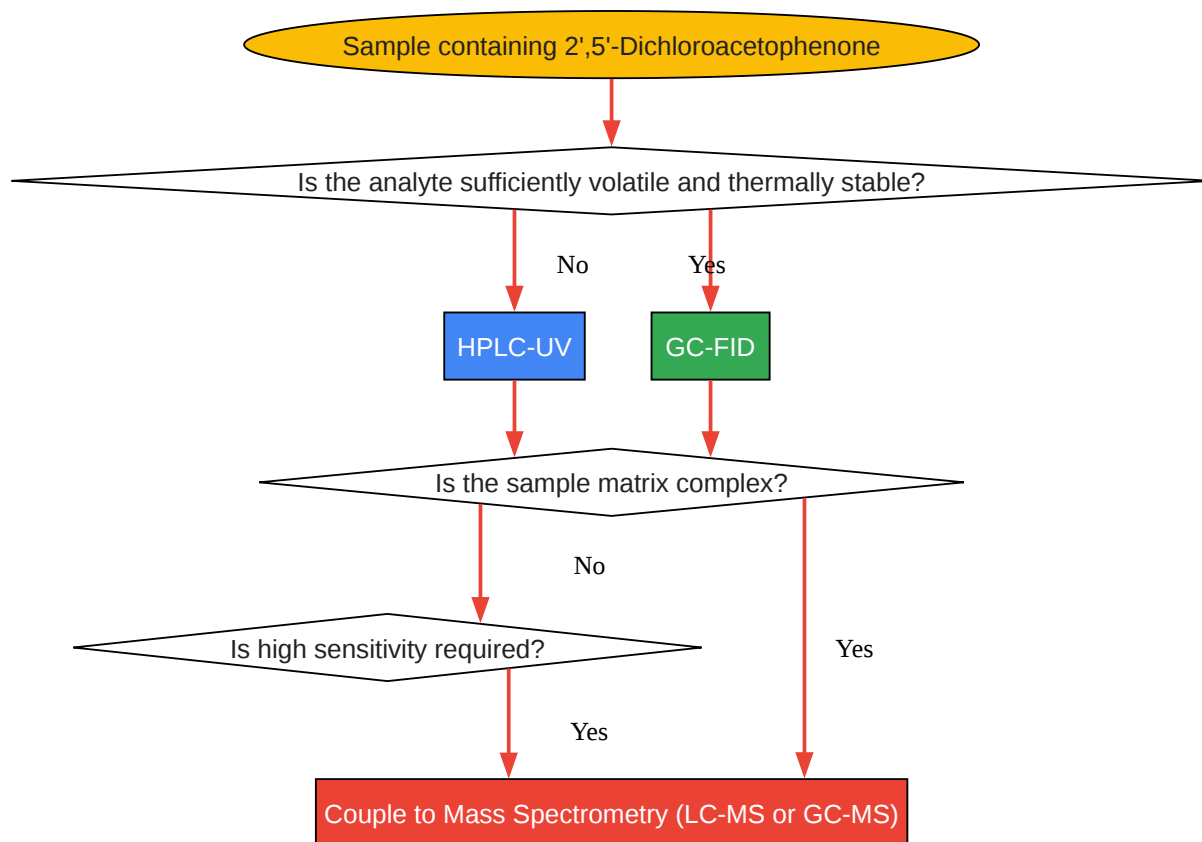 Sample containing 2',5'-Dichloroacetophenone
Is the analyte sufficiently volatile and thermally stable?
No
Yes
HPLC-UV
GC-FID
Is the sample matrix complex?
No
Is high sensitivity required?
Yes
Yes
Couple to Mass Spectrometry (LC-MS or GC-MS)